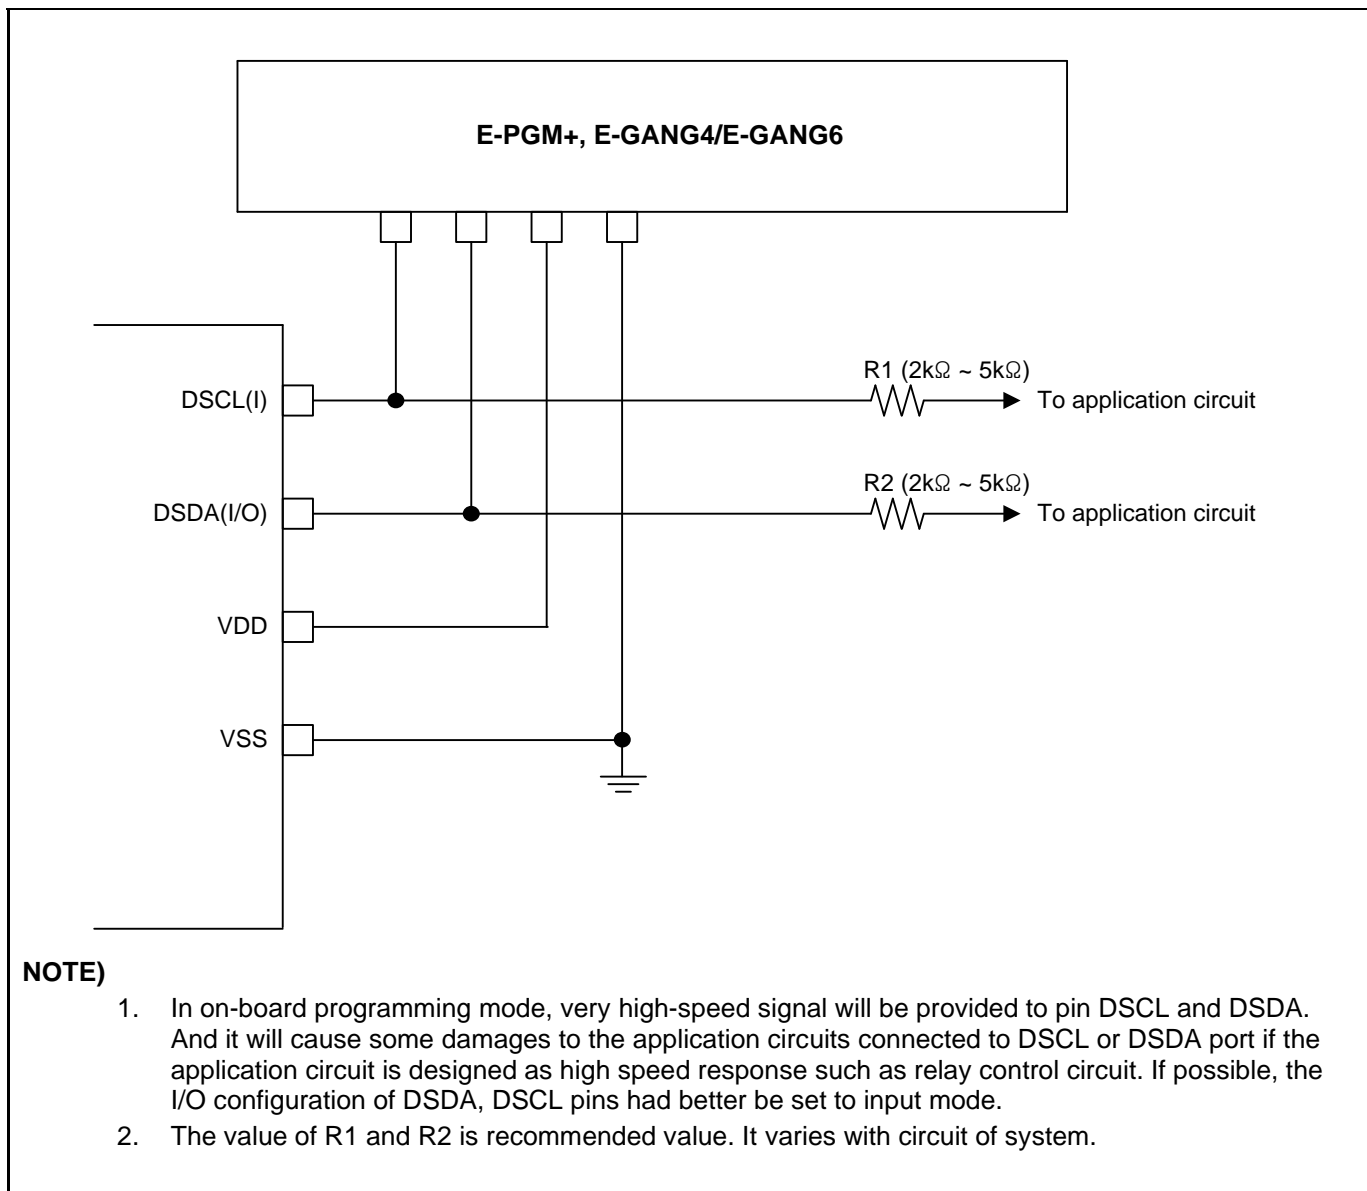 E-PGM+, E-GANG4/E-GANG6
R1 (2kΩ ~ 5kΩ)
DSCL(I)
To application circuit
R2 (2kΩ ~ 5kΩ)
DSDA(I/O)
To application circuit
VDD
VSS
NOTE)
1. In on-board programming mode, very high-speed signal will be provided to pin DSCL and DSDA.
And it will cause some damages to the application circuits connected to DSCL or DSDA port if the
application circuit is designed as high speed response such as relay control circuit. If possible, the
I/O configuration of DSDA, DSCL pins had better be set to input mode.
2. The value of R1 and R2 is recommended value. It varies with circuit of system.